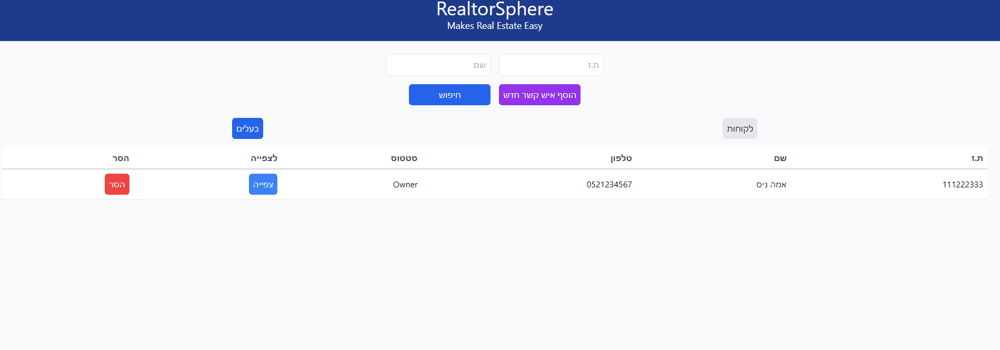 RealtorSphere
Makes Real Estate Easy
ת.ז שם
הוסף איש קשר חדש חיפוש
לקוחות בעלים
ת.ז שם טלפון סטטוס לצפייה הסר
111222333 אמה ניס 0521234567 Owner צפייה הסר